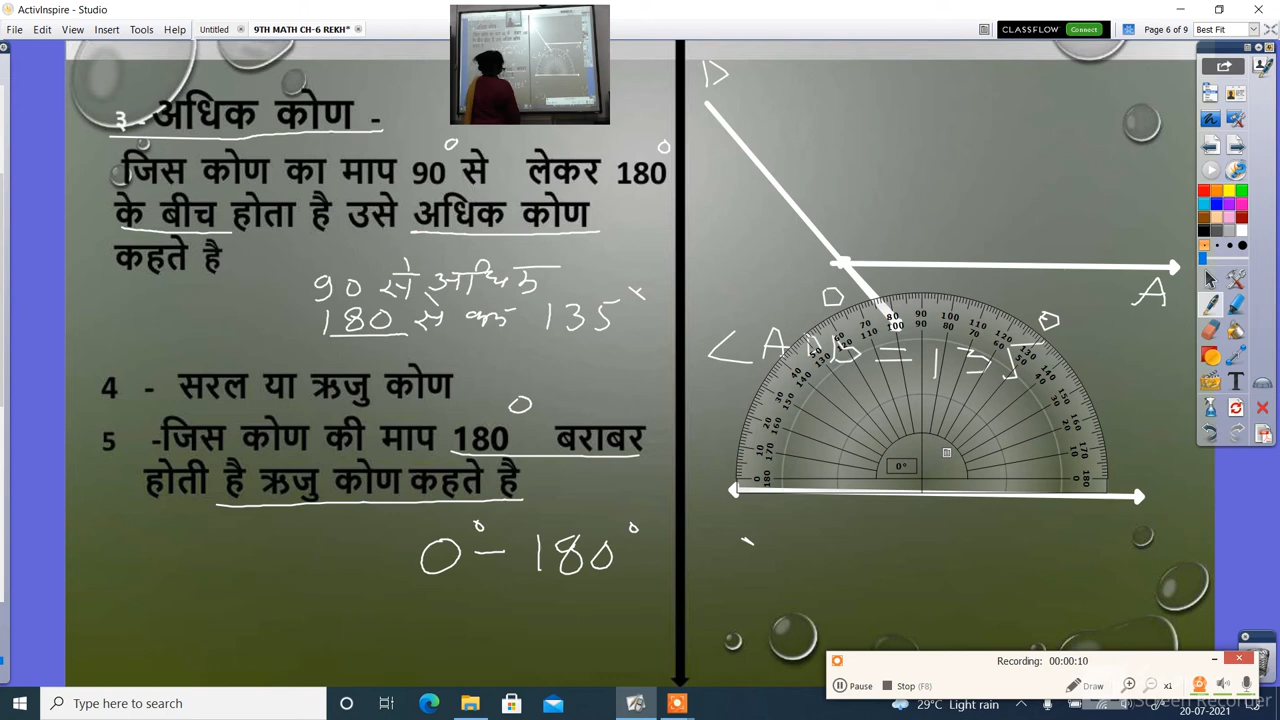 ActivInspire - Studio
File Edit View Insert Tools Help
Untitled
9TH MATH CH-6 REKH*
CLASSFLOW Connect
Page 6 of 9
Best Fit
३ - अधिक कोण -
जिस कोण का माप 90° से लेकर 180°
के बीच होता है उसे अधिक कोण
कहते है
90 से अधिक
180 से कम 135°
4 - सरल या ऋजु कोण
5 -जिस कोण की माप 180° बराबर
होती है ऋजु कोण कहते है
0° – 180°
D
O
A
0°
Recording: 00:00:10
Pause
Stop (F8)
Draw
x1
Type here to search
29°C Light rain
20-07-2021